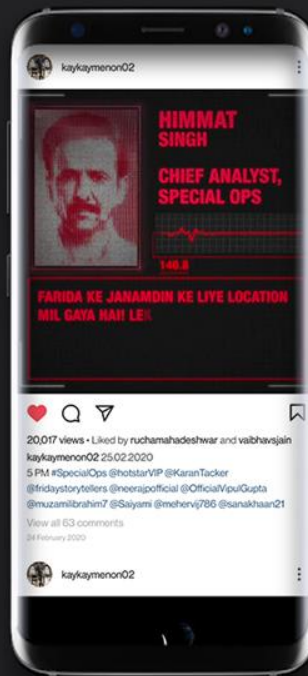 kaykaymenon02
HIMMAT
SINGH
CHIEF ANALYST,
SPECIAL OPS
146.8
FARIDA KE JANAMDIN KE LIYE LOCATION
MIL GAYA HAI! LEK
20,017 views • Liked by ruchamahadeshwar and vaibhavsjain
kaykaymenon02 25.02.2020
5 PM #SpecialOps @hotstarVIP @KaranTacker
@fridaystorytellers @neerajpofficial @OfficialVipulGupta
@muzamilibrahim7 @Saiyami @mehervij786 @sanakhaan21
View all 63 comments
24 February 2020
kaykaymenon02